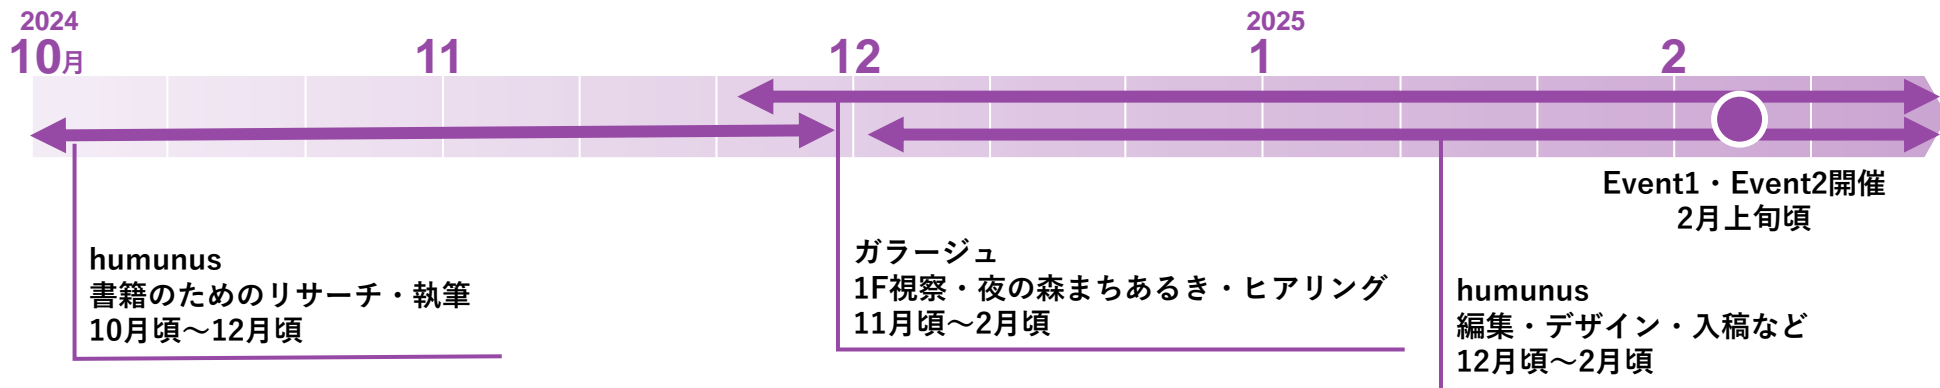 2024
10月
11
12
2025
1
2
Event1・Event2開催
2月上旬頃
humunus
書籍のためのリサーチ・執筆
10月頃～12月頃
ガラージュ
1F視察・夜の森まちあるき・ヒアリング
11月頃～2月頃
humunus
編集・デザイン・入稿など
12月頃～2月頃